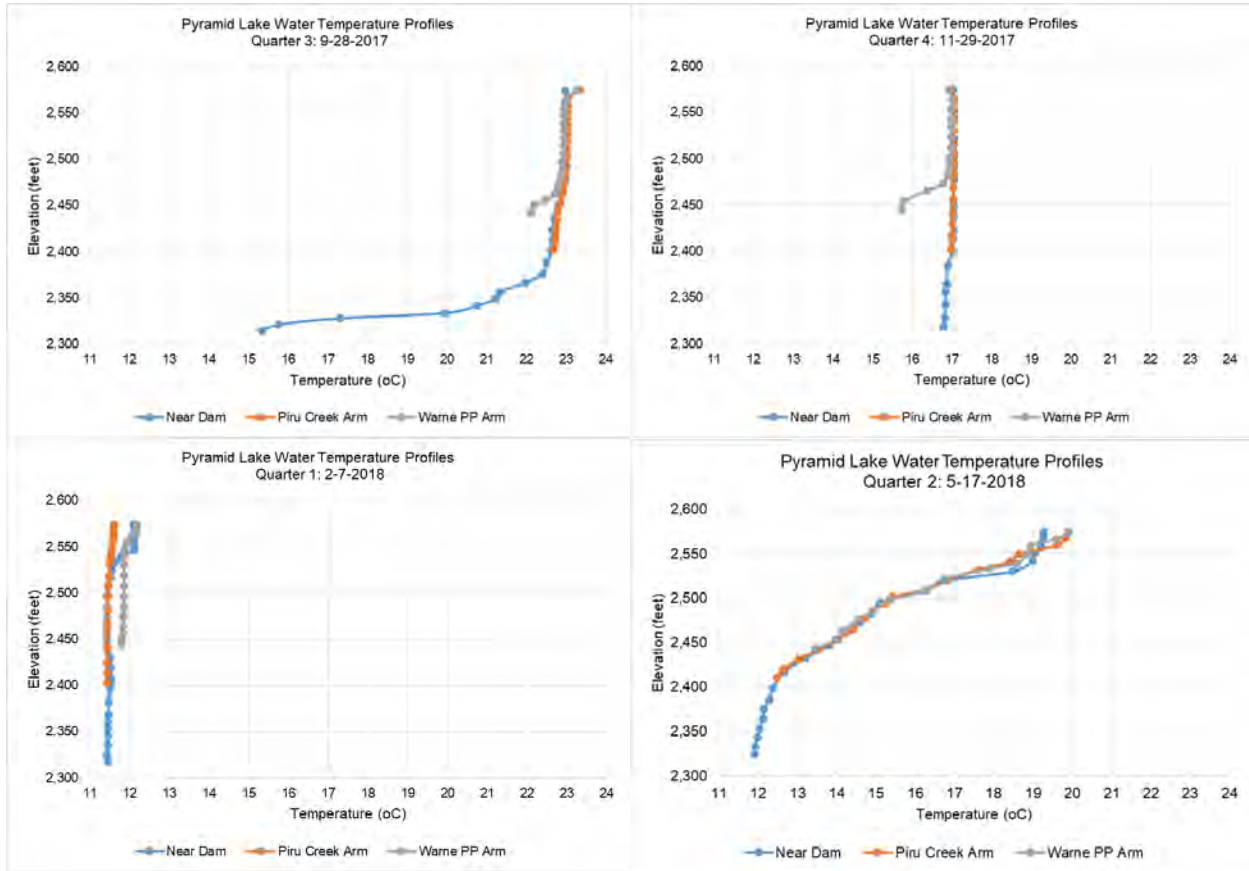 Pyramid Lake Water Temperature Profiles
Quarter 3: 9-28-2017
Elevation (feet)
2,600
2,550
2,500
2,450
2,400
2,350
2,300
11 12 13 14 15 16 17 18 19 20 21 22 23 24
Temperature (oC)
Near Dam Piru Creek Arm Warne PP Arm
Pyramid Lake Water Temperature Profiles
Quarter 4: 11-29-2017
Elevation (feet)
2,600
2,550
2,500
2,450
2,400
2,350
2,300
11 12 13 14 15 16 17 18 19 20 21 22 23 24
Temperature (oC)
Near Dam Piru Creek Arm Warne PP Arm
Pyramid Lake Water Temperature Profiles
Quarter 1: 2-7-2018
Elevation (feet)
2,600
2,550
2,500
2,450
2,400
2,350
2,300
11 12 13 14 15 16 17 18 19 20 21 22 23 24
Temperature (oC)
Near Dam Piru Creek Arm Warne PP Arm
Pyramid Lake Water Temperature Profiles
Quarter 2: 5-17-2018
Elevation (feet)
2,600
2,550
2,500
2,450
2,400
2,350
2,300
11 12 13 14 15 16 17 18 19 20 21 22 23 24
Temperature (oC)
Near Dam Piru Creek Arm Warne PP Arm